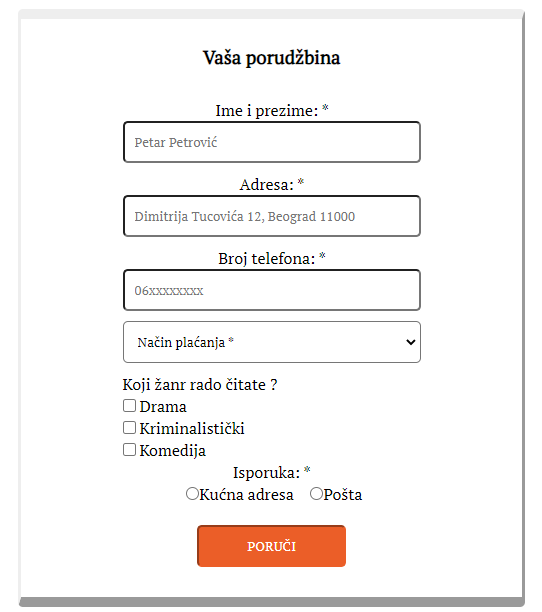 Vaša porudžbina
Ime i prezime: *
Petar Petrović
Adresa: *
Dimitrija Tucovića 12, Beograd 11000
Broj telefona: *
06xxxxxxxx
Način plaćanja *
Koji žanr rado čitate ?
Drama
Kriminalistički
Komedija
Isporuka: *
Kućna adresa Pošta
PORUČI